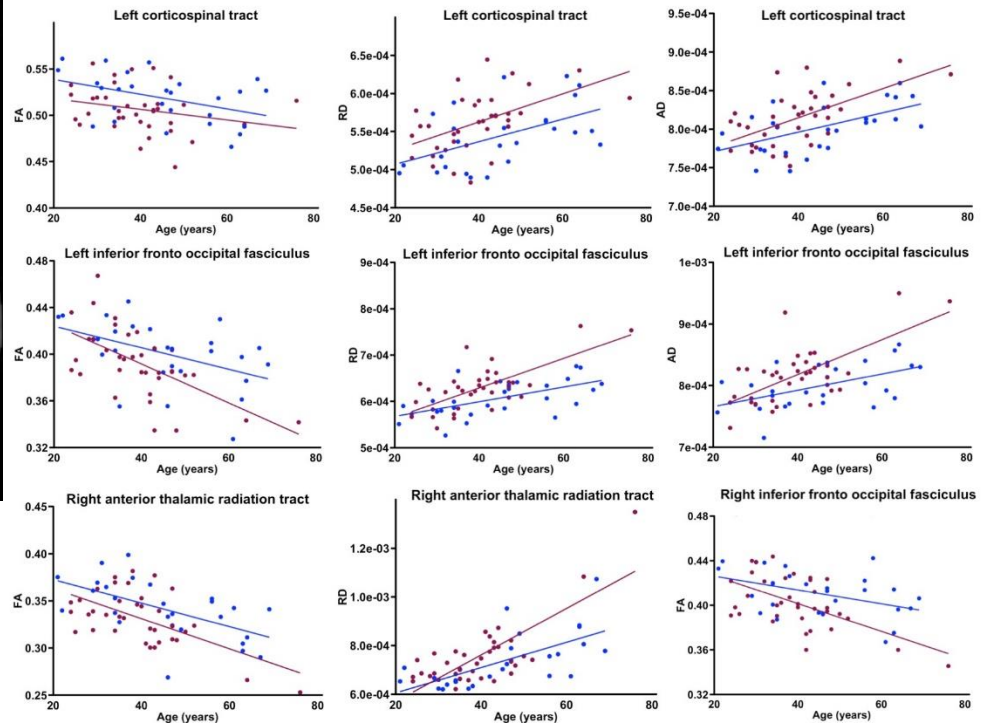 Left corticospinal tract
FA
0.55
0.50
0.45
0.40
20 40 60 80
Age (years)
Left corticospinal tract
RD
6.5e-04
6.0e-04
5.5e-04
5.0e-04
4.5e-04
20 40 60 80
Age (years)
Left corticospinal tract
AD
9.5e-04
9.0e-04
8.5e-04
8.0e-04
7.5e-04
7.0e-04
20 40 60 80
Age (years)
Left inferior fronto occipital fasciculus
FA
0.48
0.44
0.40
0.36
0.32
20 40 60 80
Age (years)
Left inferior fronto occipital fasciculus
RD
9e-04
8e-04
7e-04
6e-04
5e-04
20 40 60 80
Age (years)
Left inferior fronto occipital fasciculus
AD
1e-03
9e-04
8e-04
7e-04
20 40 60 80
Age (years)
Right anterior thalamic radiation tract
FA
0.45
0.40
0.35
0.30
0.25
20 40 60 80
Age (years)
Right anterior thalamic radiation tract
RD
1.2e-03
1.0e-03
8.0e-04
6.0e-04
20 40 60 80
Age (years)
Right inferior fronto occipital fasciculus
FA
0.48
0.44
0.40
0.36
0.32
20 40 60 80
Age (years)